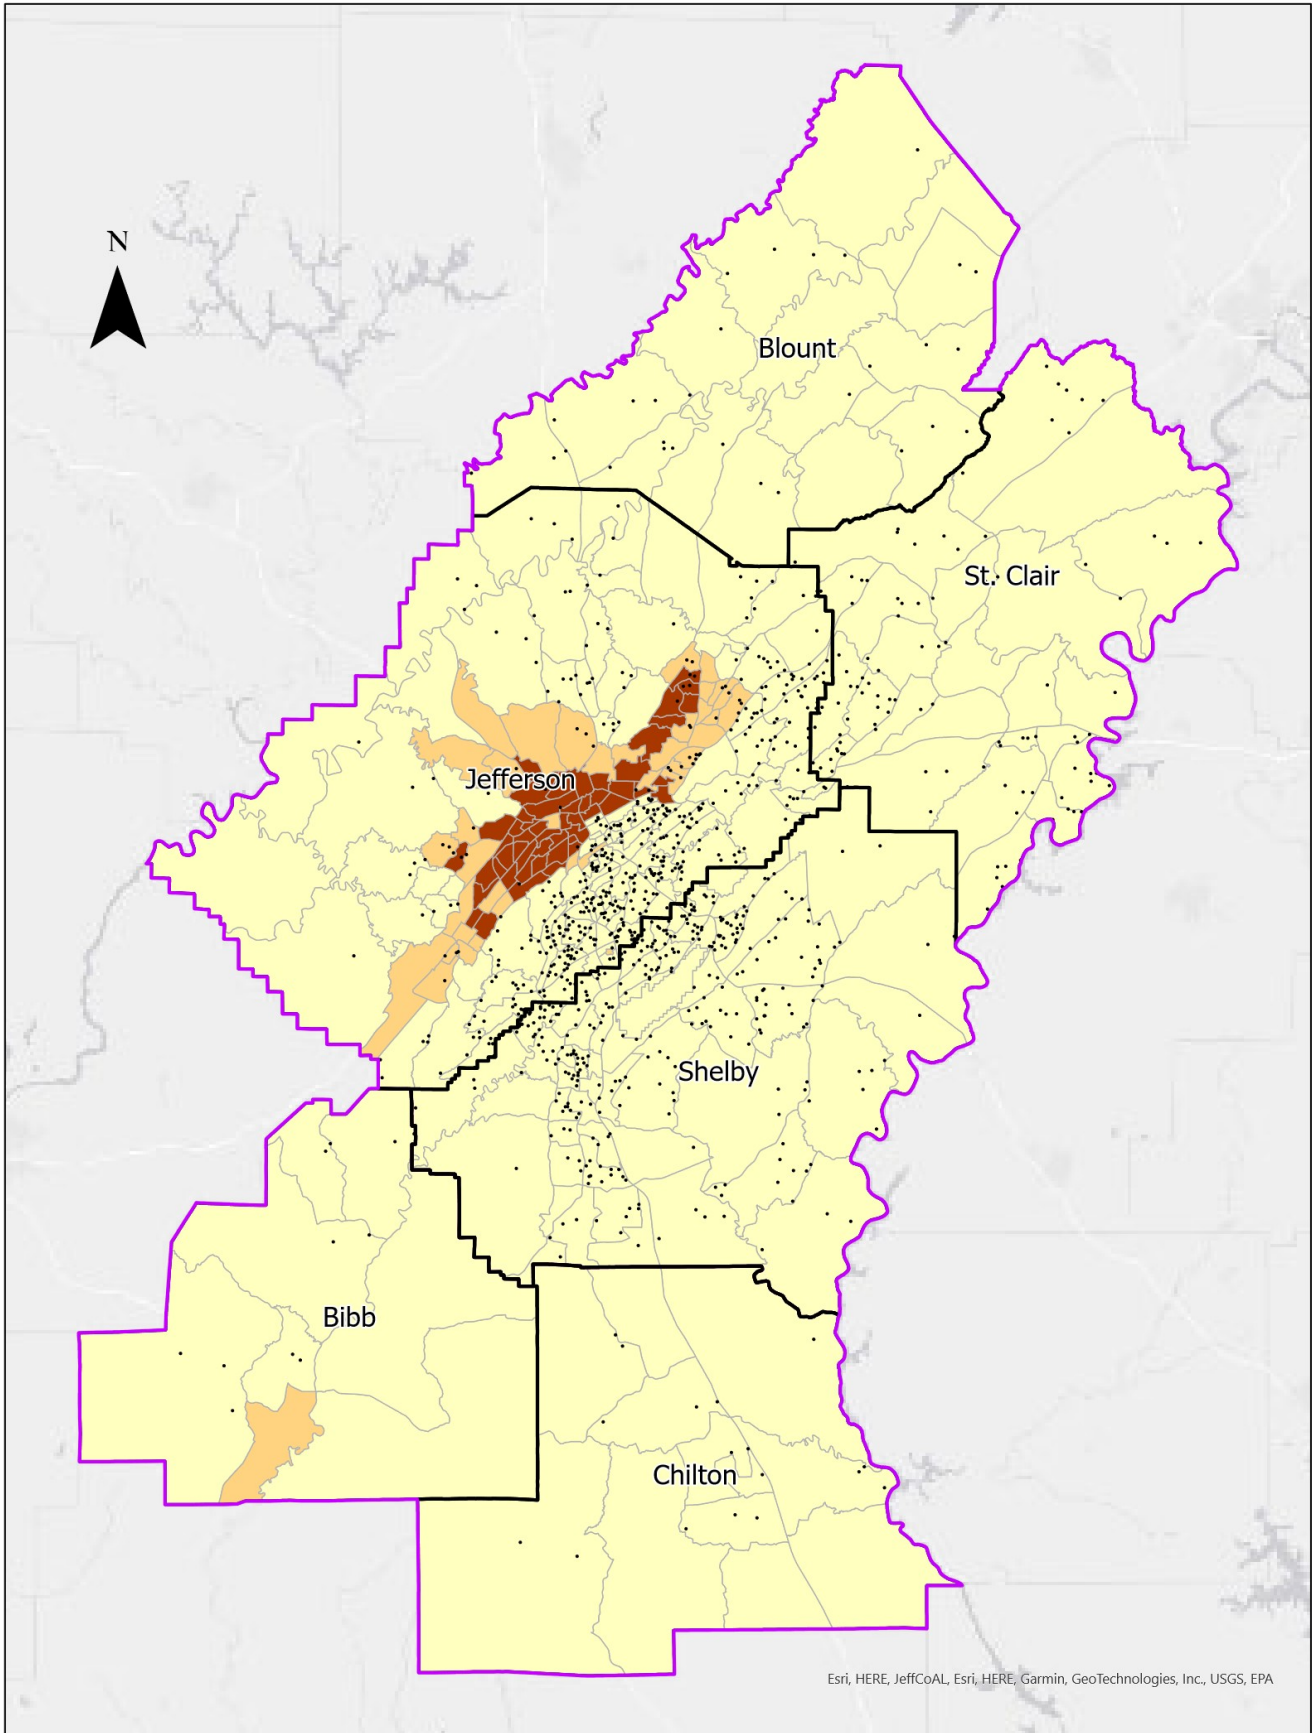 N
Blount
St. Clair
Jefferson
Shelby
Bibb
Chilton
Esri, HERE, JeffCoAL, Esri, HERE, Garmin, GeoTechnologies, Inc., USGS, EPA